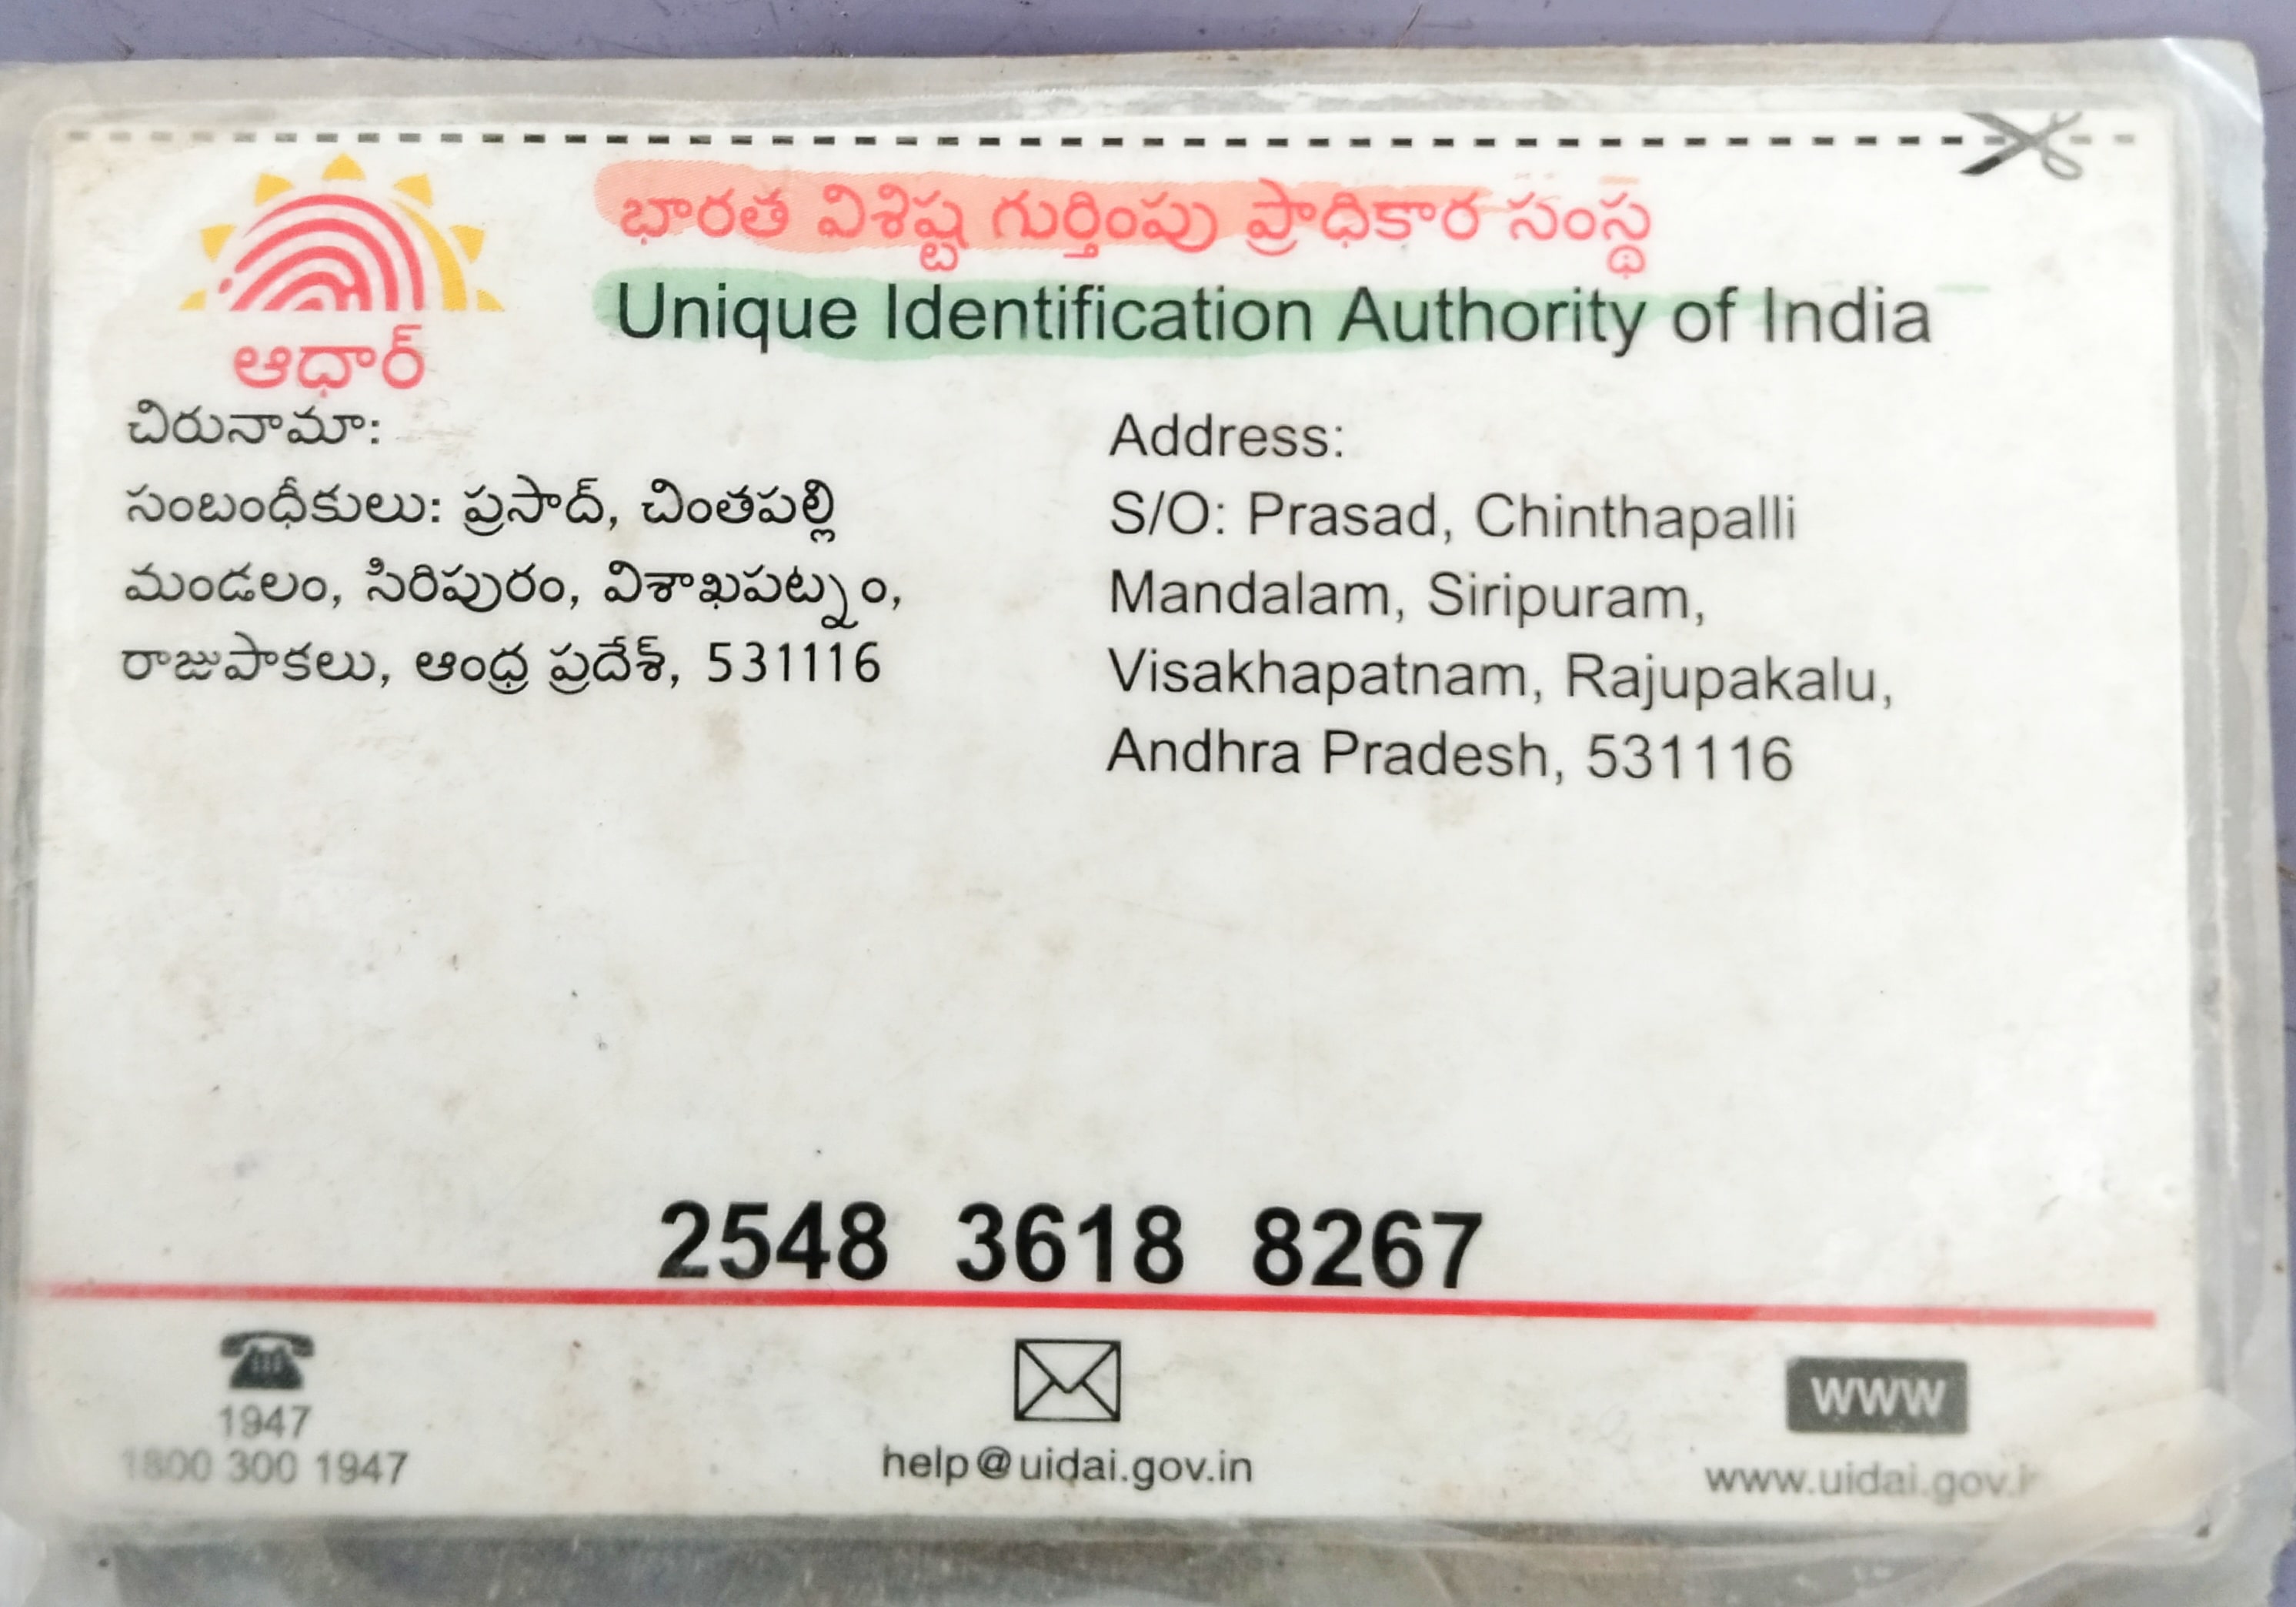 భారత విశిష్ట గుర్తింపు ప్రాధికార సంస్థ
Unique Identification Authority of India
ఆధార్
చిరునామా:
సంబంధీకులు: ప్రసాద్, చింతపల్లి
మండలం, సిరిపురం, విశాఖపట్నం,
రాజుపాకలు, ఆంధ్ర ప్రదేశ్, 531116
Address:
S/O: Prasad, Chinthapalli
Mandalam, Siripuram,
Visakhapatnam, Rajupakalu,
Andhra Pradesh, 531116
2548 3618 8267
1947
1800 300 1947
help@uidai.gov.in
www
www.uidai.gov.in